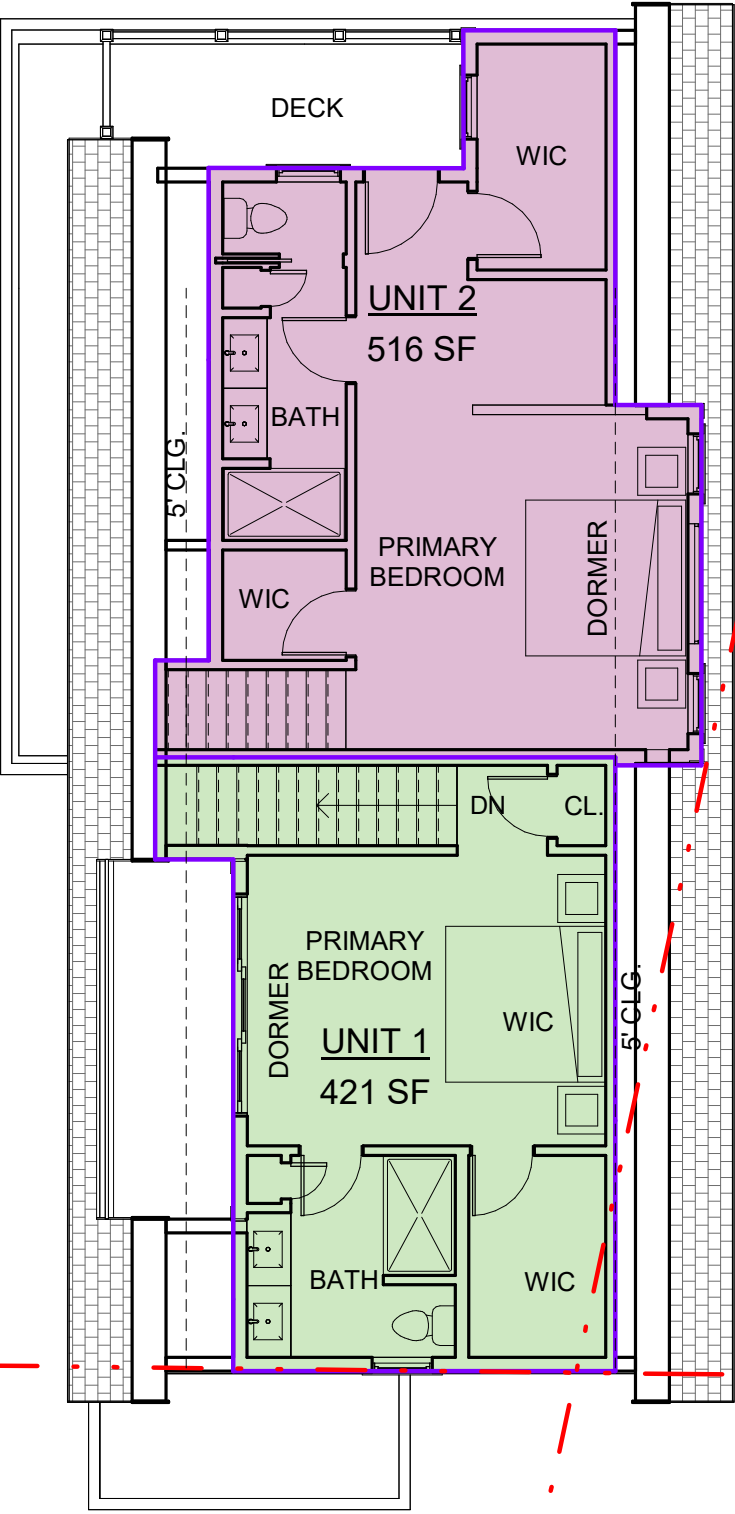 DECK
WIC
UNIT 2
516 SF
BATH
5' CLG.
PRIMARY
BEDROOM
DORMER
WIC
DN
CL.
PRIMARY
BEDROOM
DORMER
WIC
5' CLG.
UNIT 1
421 SF
BATH
WIC